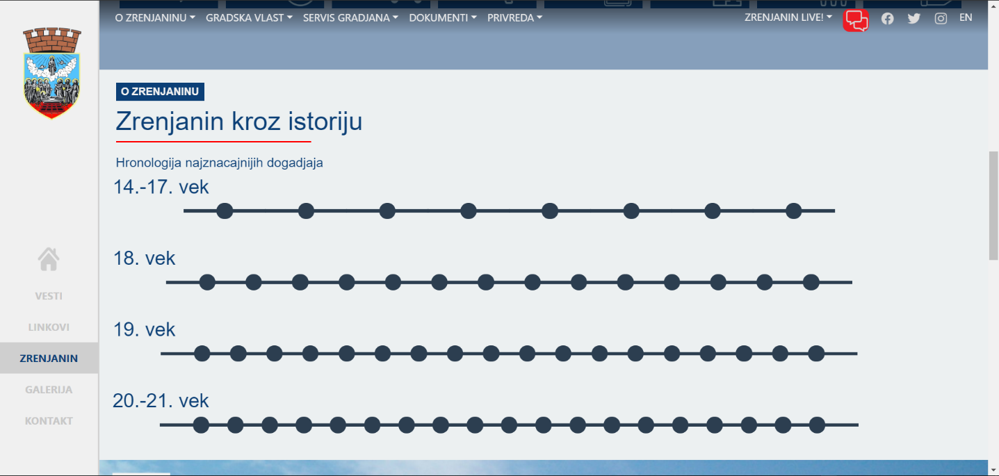 O ZRENJANINU GRADSKA VLAST SERVIS GRADJANA DOKUMENTI PRIVREDA ZRENJANIN LIVE! EN
O ZRENJANINU
Zrenjanin kroz istoriju
Hronologija najznacajnijih dogadjaja
14.-17. vek
18. vek
19. vek
20.-21. vek
VESTI
LINKOVI
ZRENJANIN
GALERIJA
KONTAKT